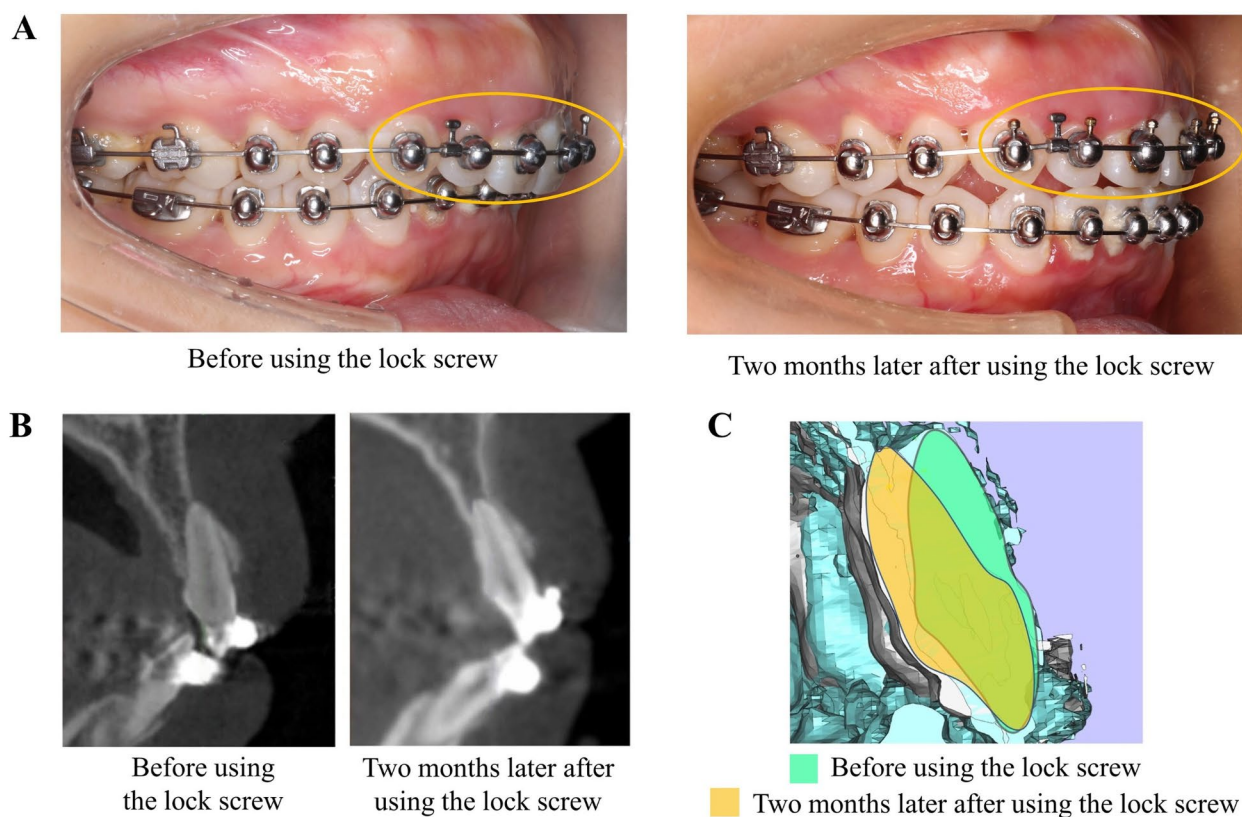 A
Before using the lock screw
Two months later after using the lock screw
B
Before using
the lock screw
Two months later after
using the lock screw
C
Before using the lock screw
Two months later after using the lock screw